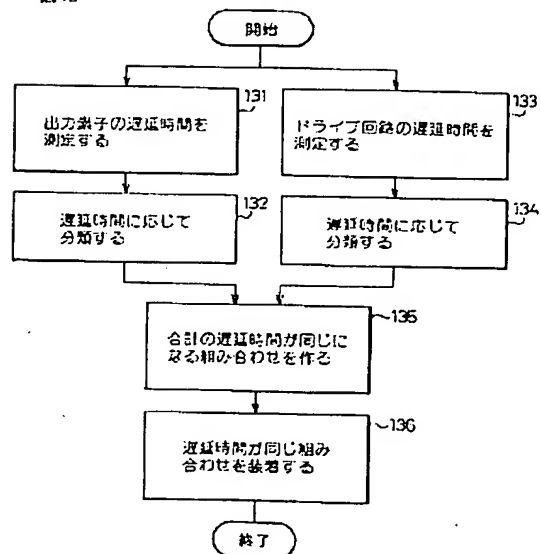 開始
131
出力素子の遅延時間を
測定する
133
ドライブ回路の遅延時間を
測定する
132
遅延時間に応じて
分類する
134
遅延時間に応じて
分類する
135
合計の遅延時間が同じに
なる組み合わせを作る
136
遅延時間が同じ組み
合わせを装着する
終了